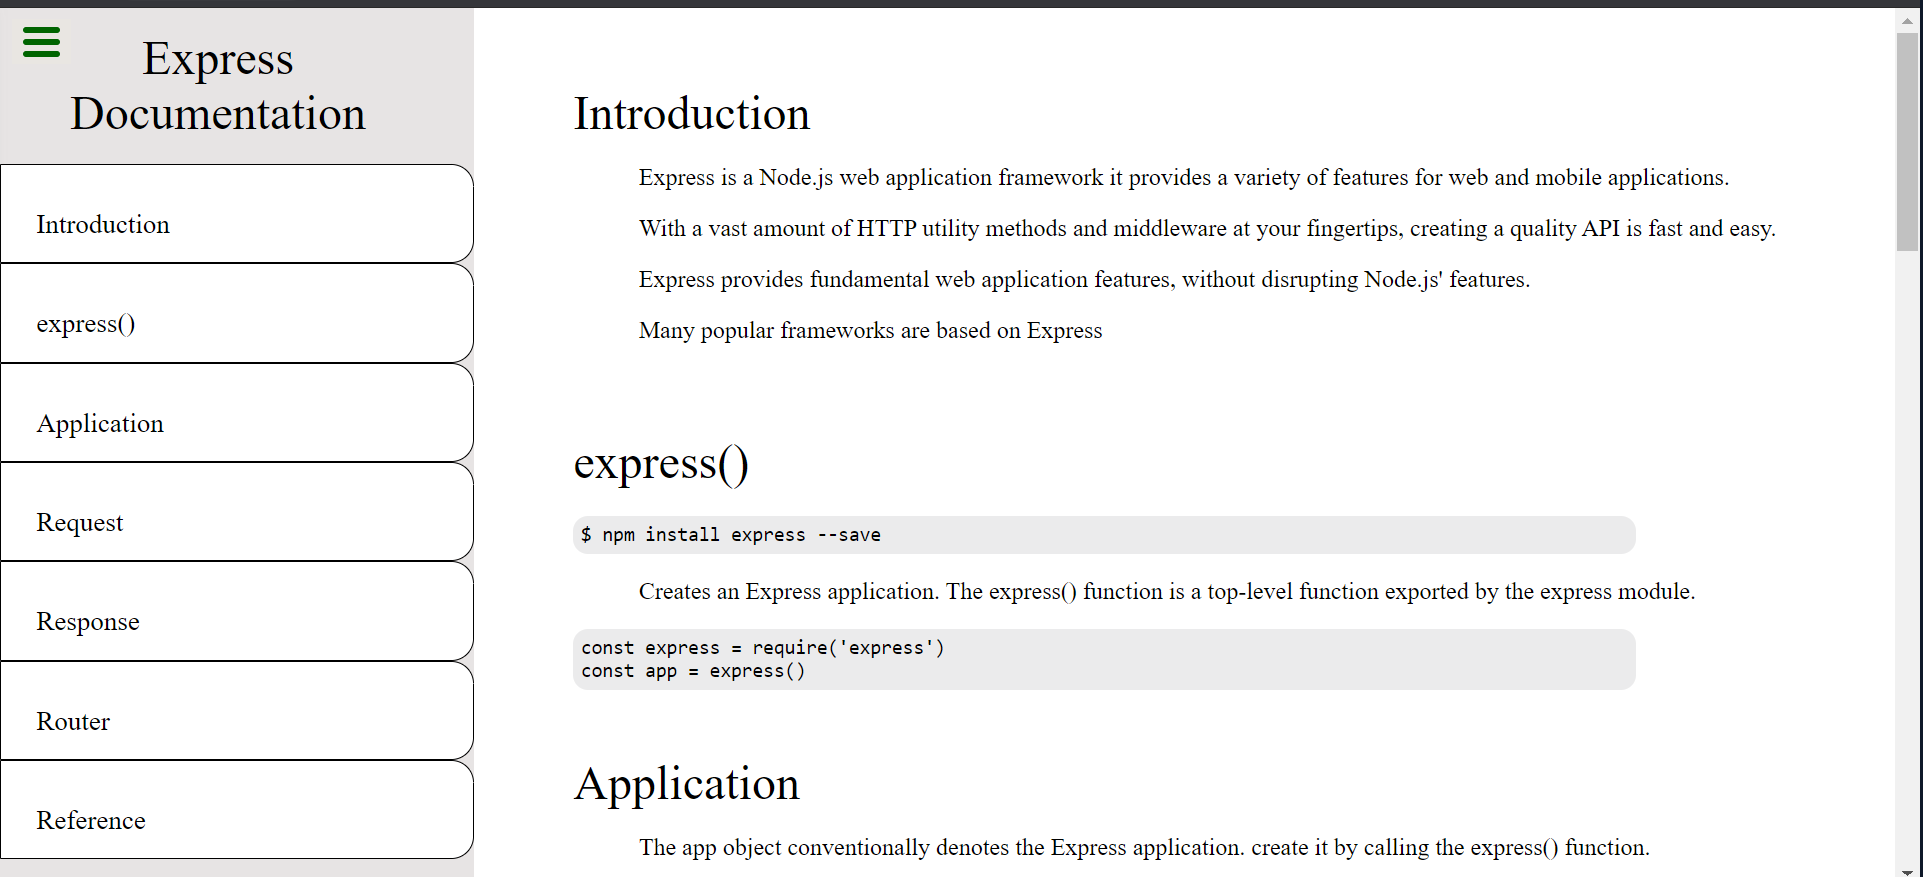 Express
Documentation
Introduction
express()
Application
Request
Response
Router
Reference
Introduction
Express is a Node.js web application framework it provides a variety of features for web and mobile applications.
With a vast amount of HTTP utility methods and middleware at your fingertips, creating a quality API is fast and easy.
Express provides fundamental web application features, without disrupting Node.js' features.
Many popular frameworks are based on Express
express()
$ npm install express --save
Creates an Express application. The express() function is a top-level function exported by the express module.
const express = require('express')
const app = express()
Application
The app object conventionally denotes the Express application. create it by calling the express() function.